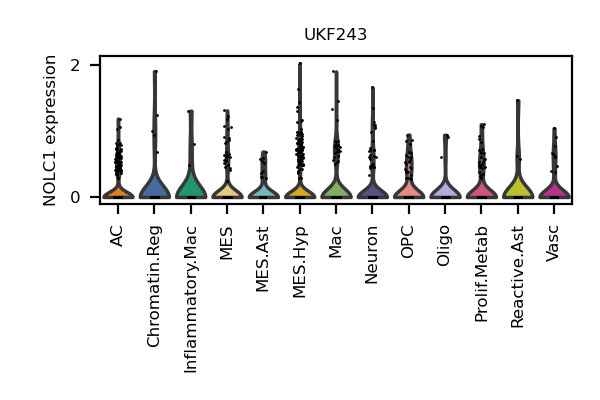 UKF243
NOLC1 expression
2
0
AC
Chromatin.Reg
Inflammatory.Mac
MES
MES.Ast
MES.Hyp
Mac
Neuron
OPC
Oligo
Prolif.Metab
Reactive.Ast
Vasc